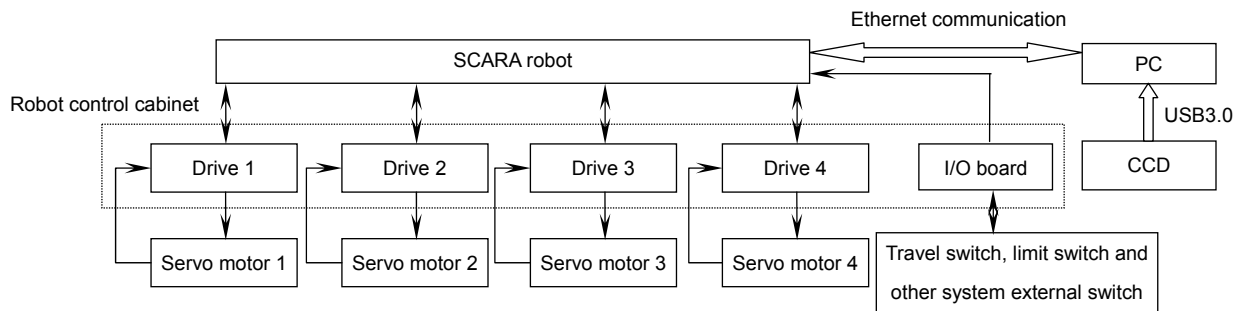 Ethernet communication
SCARA robot
PC
Robot control cabinet
USB3.0
Drive 1
Drive 2
Drive 3
Drive 4
I/O board
CCD
Servo motor 1
Servo motor 2
Servo motor 3
Servo motor 4
Travel switch, limit switch and
other system external switch